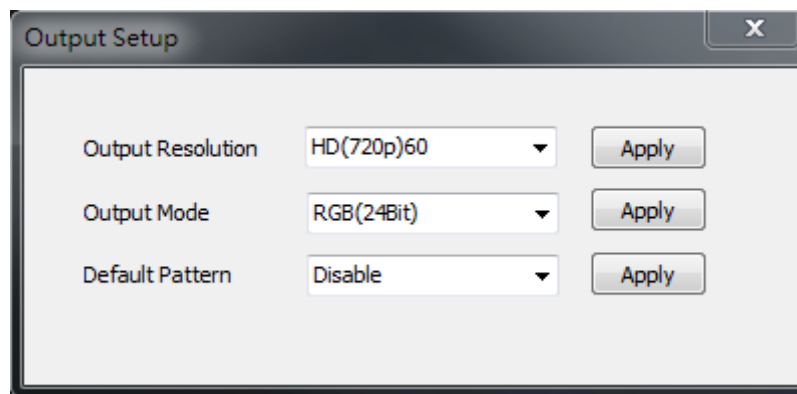 Output Setup
X
Output Resolution HD(720p)60 Apply
Output Mode RGB(24Bit) Apply
Default Pattern Disable Apply